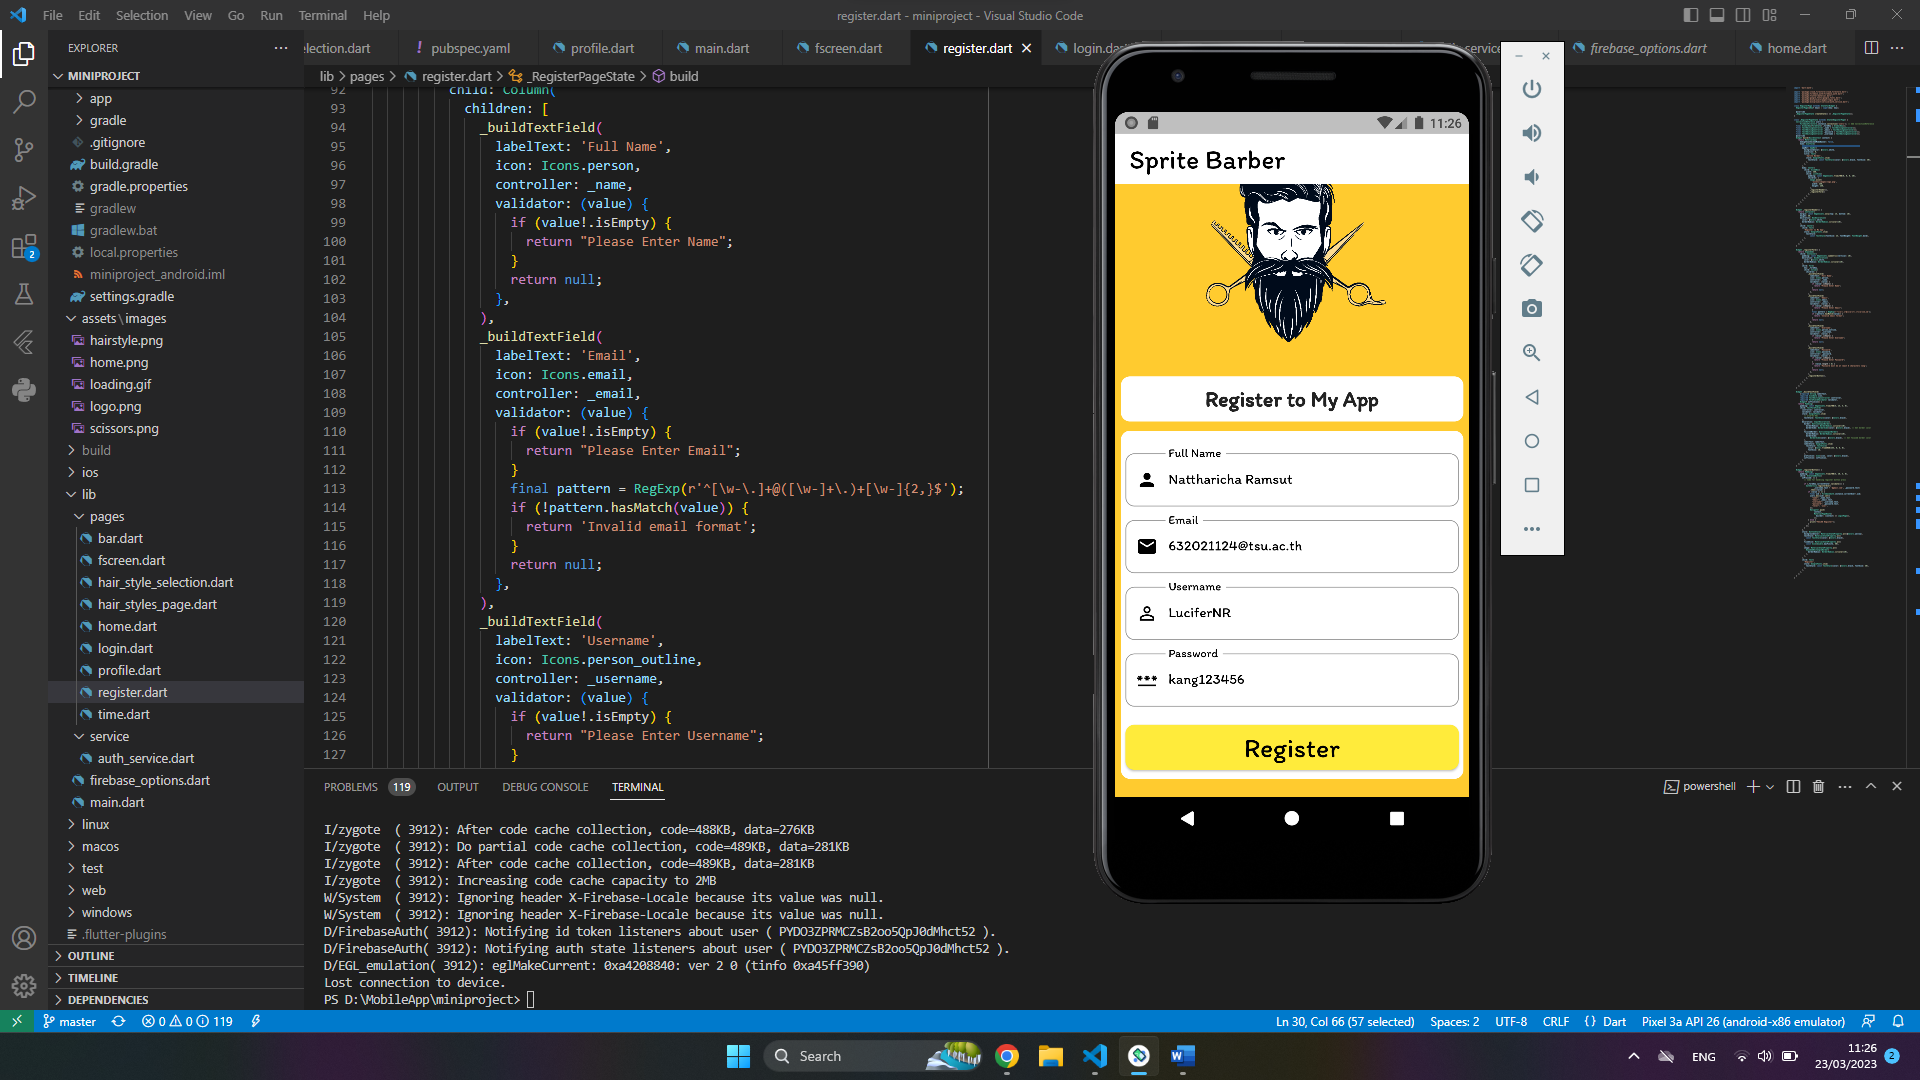 File Edit Selection View Go Run Terminal Help
register.dart - miniproject - Visual Studio Code
EXPLORER
election.dart
pubspec.yaml
profile.dart
main.dart
fscreen.dart
register.dart
login.dart
firebase_options.dart
home.dart
MINIPROJECT
lib > pages > register.dart > _RegisterPageState > build
app
gradle
.gitignore
build.gradle
gradle.properties
gradlew
gradlew.bat
local.properties
miniproject_android.iml
settings.gradle
assets\images
hairstyle.png
home.png
loading.gif
logo.png
scissors.png
build
ios
lib
pages
bar.dart
fscreen.dart
hair_style_selection.dart
hair_styles_page.dart
home.dart
login.dart
profile.dart
register.dart
time.dart
service
auth_service.dart
firebase_options.dart
main.dart
linux
macos
test
web
windows
.flutter-plugins
OUTLINE
TIMELINE
DEPENDENCIES
2
92 child: Column(
93 children: [
94 _buildTextField(
95 labelText: 'Full Name',
96 icon: Icons.person,
97 controller: _name,
98 validator: (value) {
99 if (value!.isEmpty) {
100 return "Please Enter Name";
101 }
102 return null;
103 },
104 ),
105 _buildTextField(
106 labelText: 'Email',
107 icon: Icons.email,
108 controller: _email,
109 validator: (value) {
110 if (value!.isEmpty) {
111 return "Please Enter Email";
112 }
113 final pattern = RegExp(r'^[\w-\.]+@([\w-]+\.)+[\w-]{2,}$');
114 if (!pattern.hasMatch(value)) {
115 return 'Invalid email format';
116 }
117 return null;
118 },
119 ),
120 _buildTextField(
121 labelText: 'Username',
122 icon: Icons.person_outline,
123 controller: _username,
124 validator: (value) {
125 if (value!.isEmpty) {
126 return "Please Enter Username";
127 }
11:26
Sprite Barber
Register to My App
Full Name
Nattharicha Ramsut
Email
632021124@tsu.ac.th
Username
LuciferNR
Password
kang123456
Register
PROBLEMS 119 OUTPUT DEBUG CONSOLE TERMINAL
powershell
I/zygote ( 3912): After code cache collection, code=488KB, data=276KB
I/zygote ( 3912): Do partial code cache collection, code=489KB, data=281KB
I/zygote ( 3912): After code cache collection, code=489KB, data=281KB
I/zygote ( 3912): Increasing code cache capacity to 2MB
W/System ( 3912): Ignoring header X-Firebase-Locale because its value was null.
W/System ( 3912): Ignoring header X-Firebase-Locale because its value was null.
D/FirebaseAuth( 3912): Notifying id token listeners about user ( PYDO3ZPRMCZsB2oo5QpJ0dMhct52 ).
D/FirebaseAuth( 3912): Notifying auth state listeners about user ( PYDO3ZPRMCZsB2oo5QpJ0dMhct52 ).
D/EGL_emulation( 3912): eglMakeCurrent: 0xa4208840: ver 2 0 (tinfo 0xa45ff390)
Lost connection to device.
PS D:\MobileApp\miniproject>
master 0 0 119
Ln 30, Col 66 (57 selected) Spaces: 2 UTF-8 CRLF {} Dart Pixel 3a API 26 (android-x86 emulator)
Search
ENG
11:26
23/03/2023
2